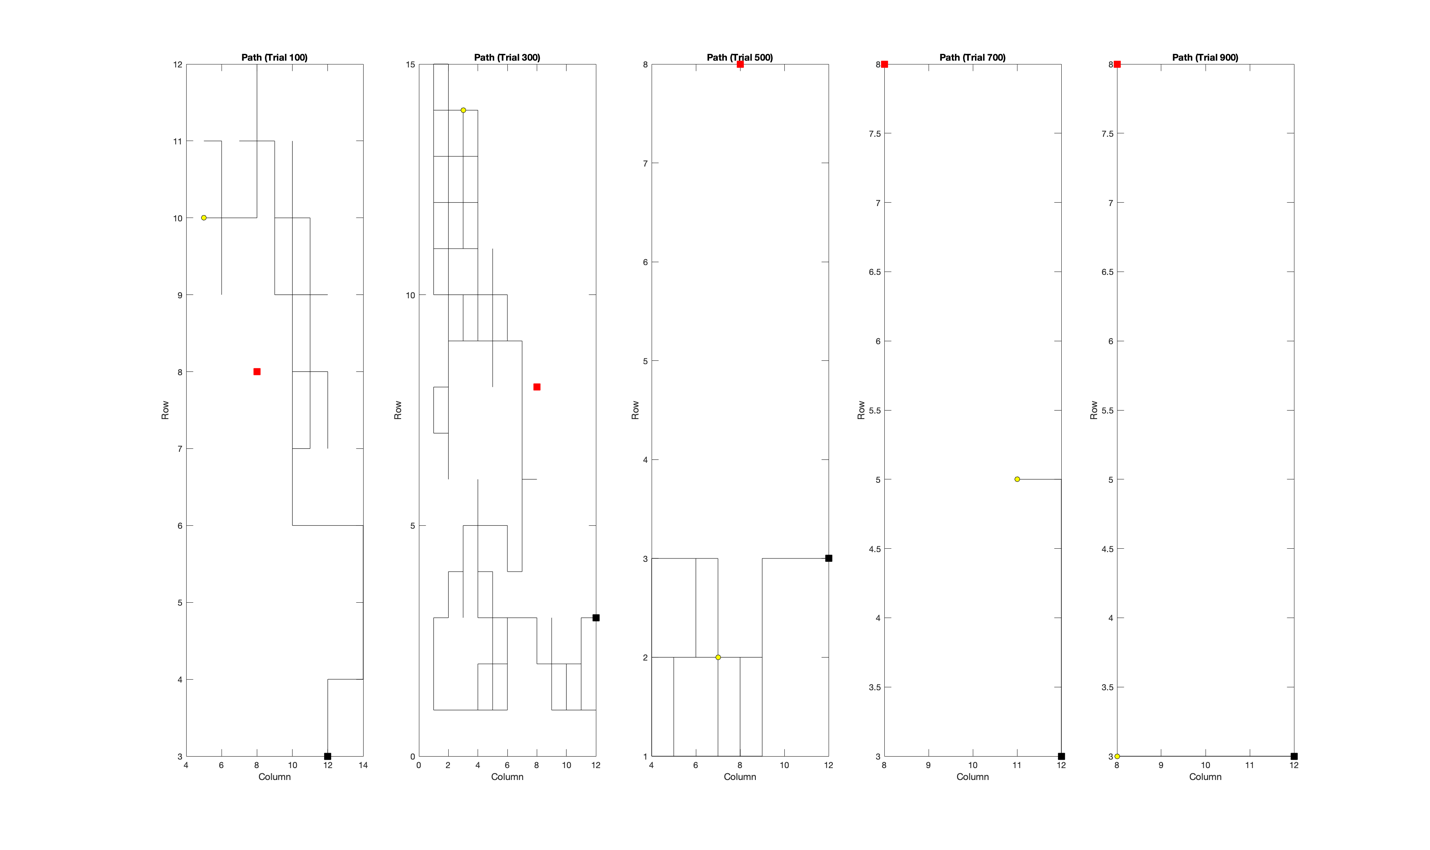 Path (Trial 100)
12
11
10
9
8
7
6
5
4
3
4 6 8 10 12 14
Column
Row
Path (Trial 300)
15
10
5
0
0 2 4 6 8 10 12
Column
Row
Path (Trial 500)
8
7
6
5
4
3
2
1
4 6 8 10 12
Column
Row
Path (Trial 700)
8
7.5
7
6.5
6
5.5
5
4.5
4
3.5
3
8 9 10 11 12
Column
Row
Path (Trial 900)
8
7.5
7
6.5
6
5.5
5
4.5
4
3.5
3
8 9 10 11 12
Column
Row